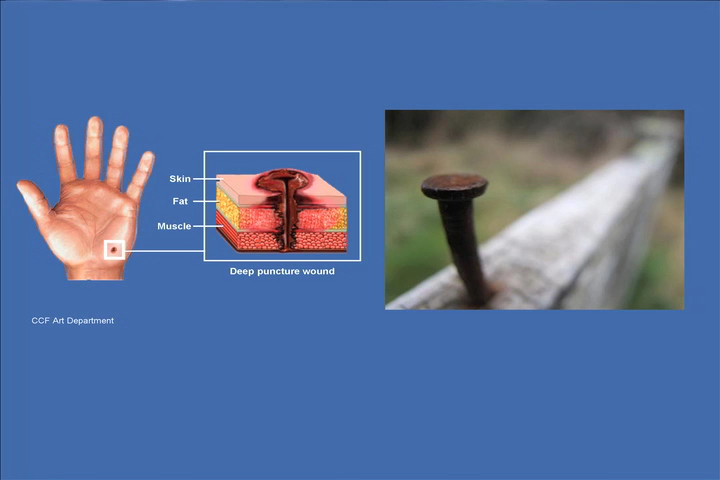 Skin
Fat
Muscle
Deep puncture wound
CCF Art Department